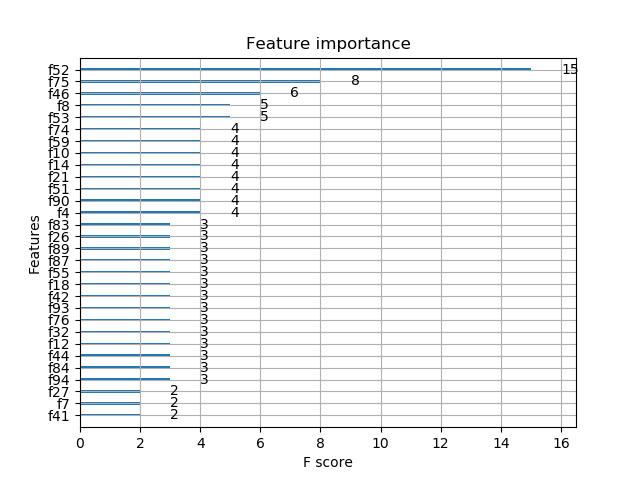 Feature importance
f52 15
f75 8
f46 6
f8 5
f53 5
f74 4
f59 4
f10 4
f14 4
f21 4
f51 4
f90 4
f4 4
f83 3
f26 3
f89 3
f87 3
f55 3
f18 3
f42 3
f93 3
f76 3
f32 3
f12 3
f44 3
f84 3
f94 3
f27 2
f7 2
f41 2
Features
0 2 4 6 8 10 12 14 16
F score